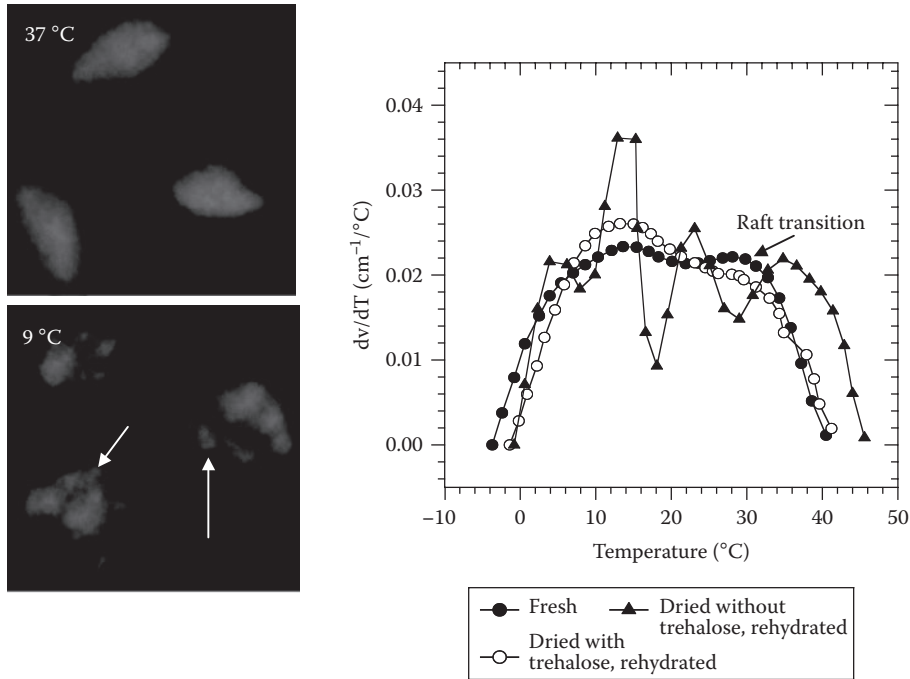 37 °C
9 °C
0.04
0.03
0.02
0.01
0.00
dv/dT (cm⁻¹/°C)
Raft transition
−10 0 10 20 30 40 50
Temperature (°C)
Fresh
Dried without
trehalose, rehydrated
Dried with
trehalose, rehydrated